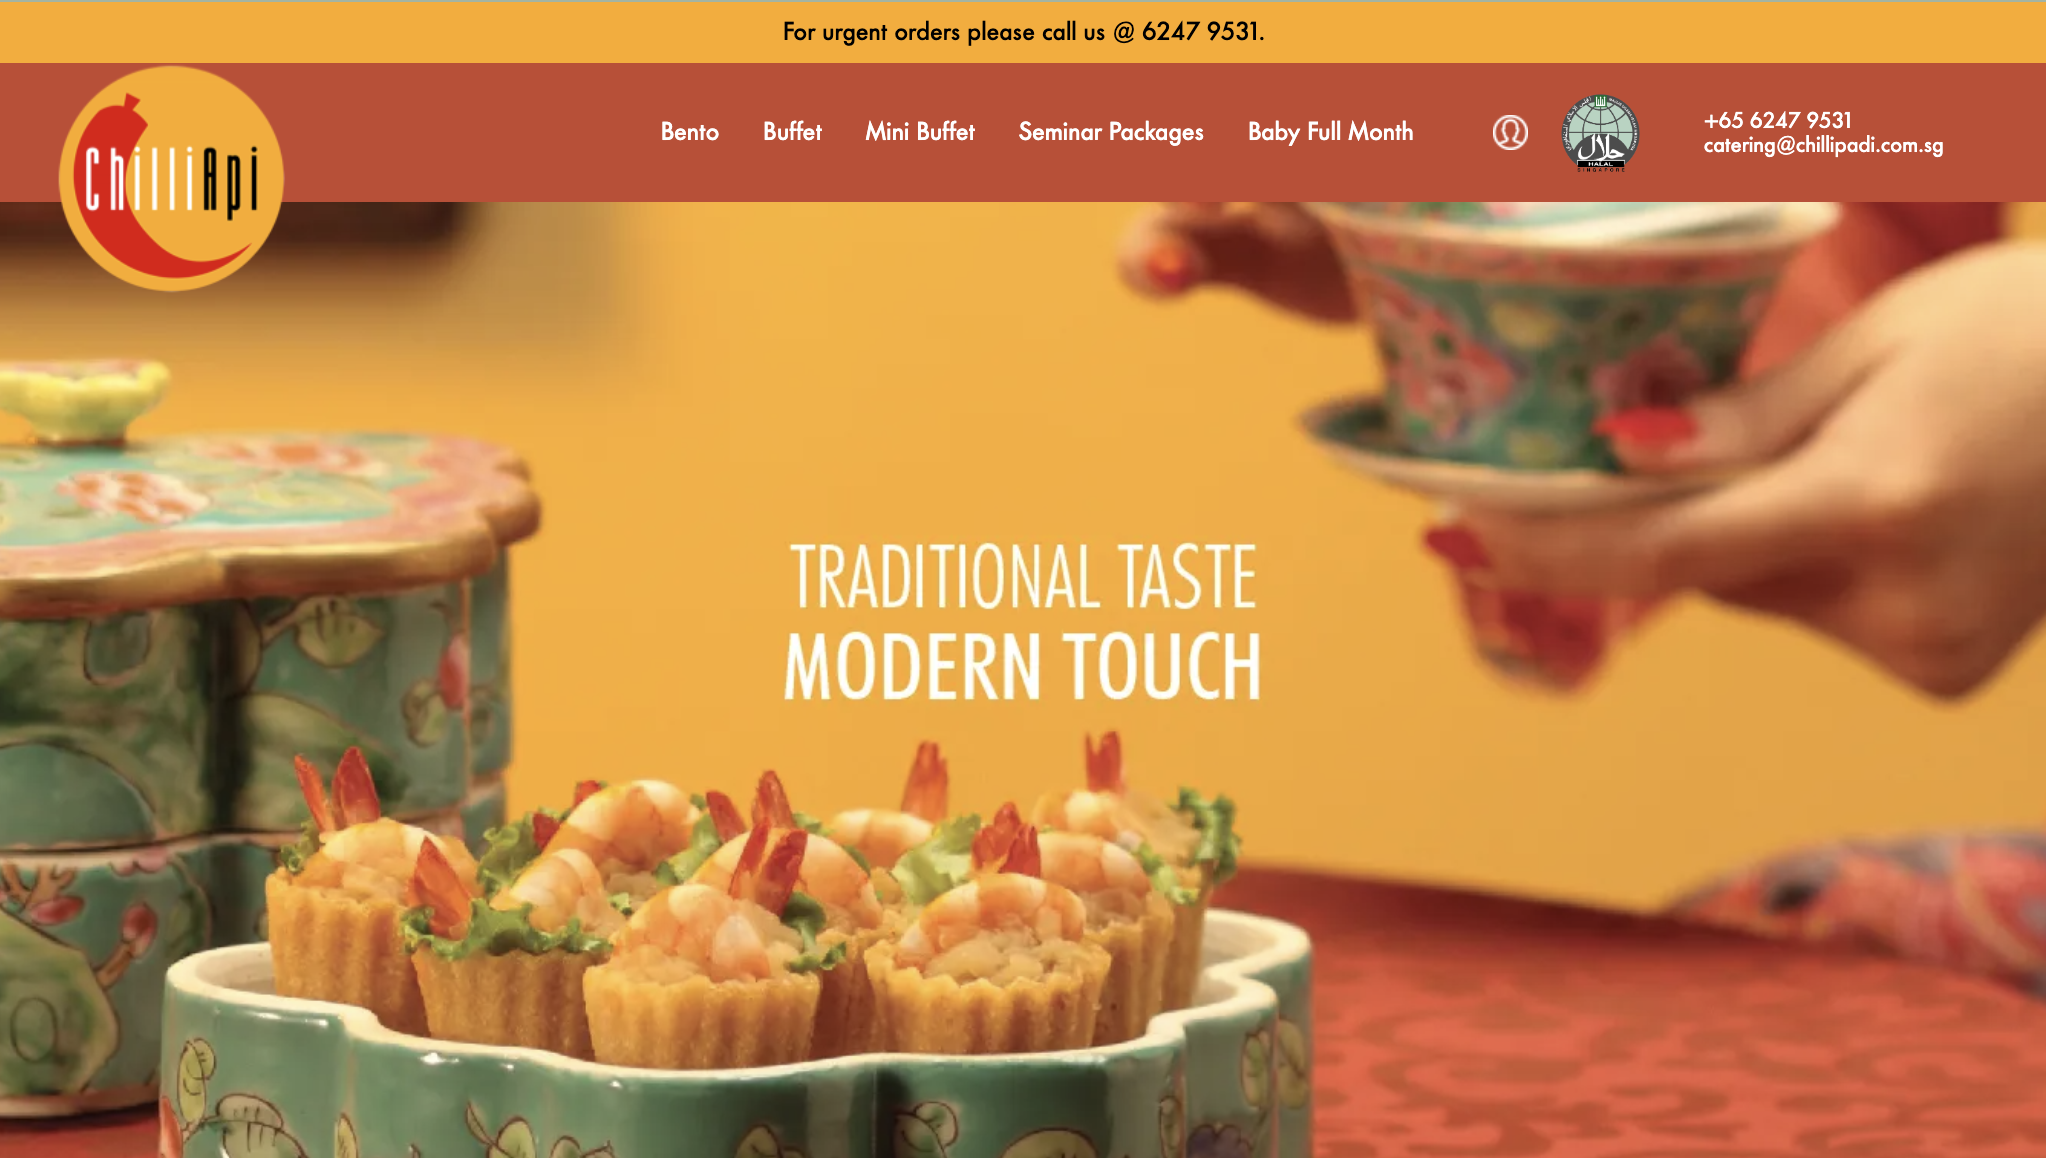 For urgent orders please call us @ 6247 9531.
ChilliApi
Bento
Buffet
Mini Buffet
Seminar Packages
Baby Full Month
حلال
HALAL
SINGAPORE
+65 6247 9531
catering@chillipadi.com.sg
TRADITIONAL TASTE
MODERN TOUCH